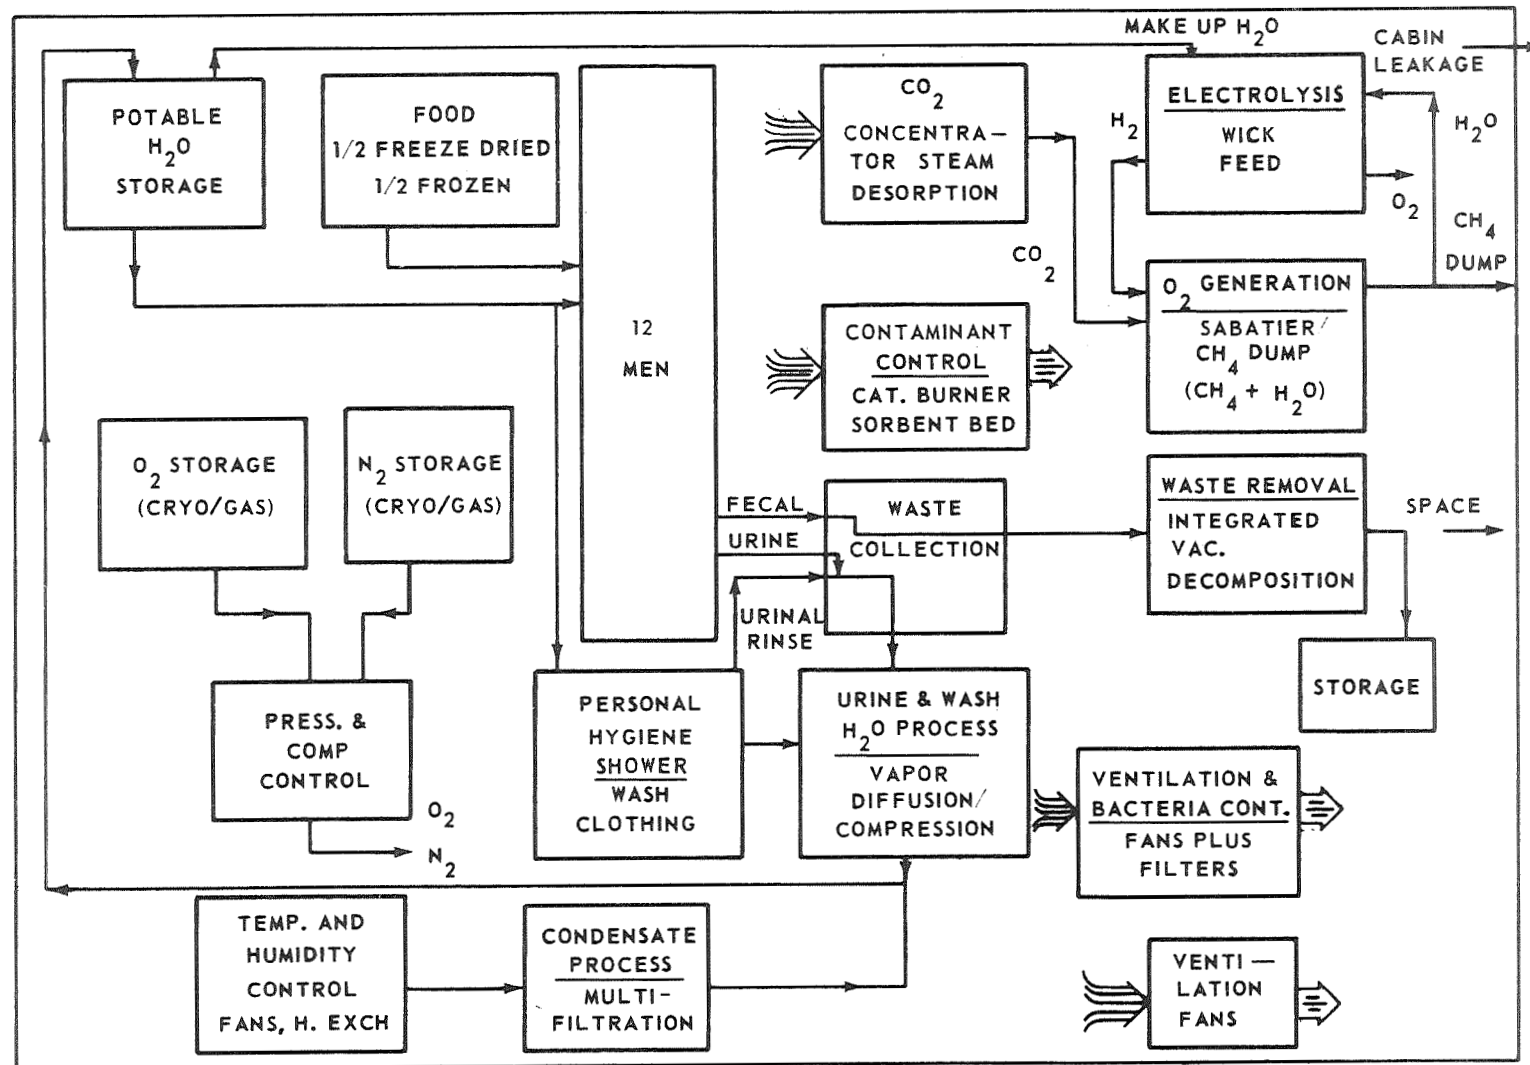 MAKE UP H2O
CABIN
LEAKAGE
POTABLE
H2O
STORAGE
FOOD
1/2 FREEZE DRIED
1/2 FROZEN
12
MEN
CO2
CONCENTRA-
TOR STEAM
DESORPTION
CO2
H2
ELECTROLYSIS
WICK
FEED
H2O
O2
CH4
DUMP
O2 GENERATION
SABATIER/
CH4 DUMP
(CH4 + H2O)
CONTAMINANT
CONTROL
CAT. BURNER
SORBENT BED
O2 STORAGE
(CRYO/GAS)
N2 STORAGE
(CRYO/GAS)
FECAL
URINE
URINAL
RINSE
WASTE
COLLECTION
WASTE REMOVAL
INTEGRATED
VAC.
DECOMPOSITION
SPACE
STORAGE
PRESS. &
COMP
CONTROL
O2
N2
PERSONAL
HYGIENE
SHOWER
WASH
CLOTHING
URINE & WASH
H2O PROCESS
VAPOR
DIFFUSION/
COMPRESSION
VENTILATION &
BACTERIA CONT.
FANS PLUS
FILTERS
TEMP. AND
HUMIDITY
CONTROL
FANS, H. EXCH
CONDENSATE
PROCESS
MULTI-
FILTRATION
VENTI-
LATION
FANS